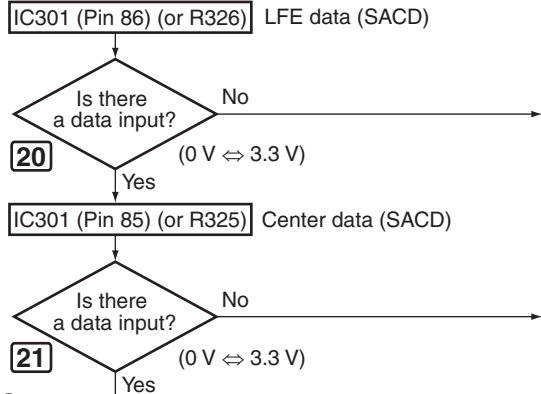 IC301 (Pin 86) (or R326) LFE data (SACD)
Is there
a data input?
No
20
(0 V ⇔ 3.3 V)
Yes
IC301 (Pin 85) (or R325) Center data (SACD)
Is there
a data input?
No
21
(0 V ⇔ 3.3 V)
Yes